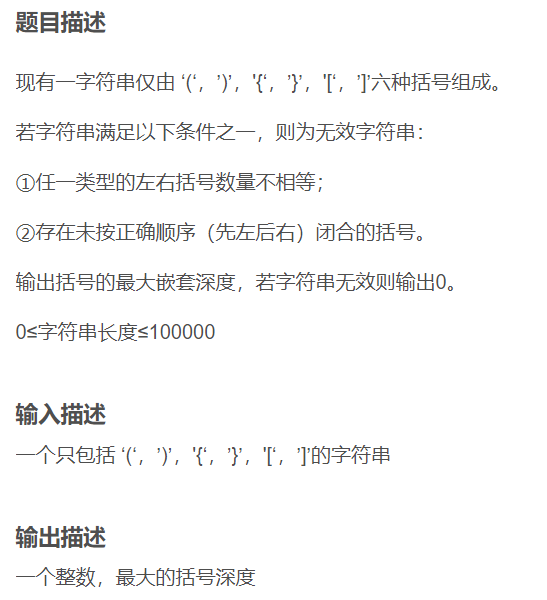 题目描述
现有一字符串仅由 ‘(‘，’)’，'{‘，’}’，'[‘，’]’六种括号组成。
若字符串满足以下条件之一，则为无效字符串：
①任一类型的左右括号数量不相等；
②存在未按正确顺序（先左后右）闭合的括号。
输出括号的最大嵌套深度，若字符串无效则输出0。
0≤字符串长度≤100000
输入描述
一个只包括 ‘(‘，’)’，'{‘，’}’，'[‘，’]’的字符串
输出描述
一个整数，最大的括号深度